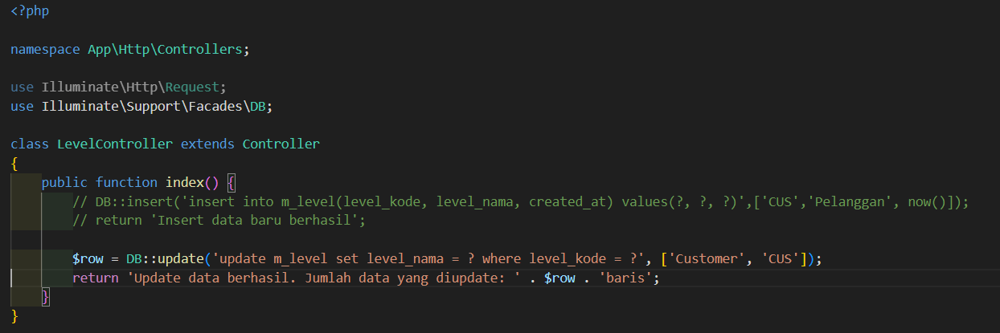 <?php
namespace App\Http\Controllers;
use Illuminate\Http\Request;
use Illuminate\Support\Facades\DB;
class LevelController extends Controller
{
public function index() {
// DB::insert('insert into m_level(level_kode, level_nama, created_at) values(?, ?, ?)',['CUS','Pelanggan', now()]);
// return 'Insert data baru berhasil';
$row = DB::update('update m_level set level_nama = ? where level_kode = ?', ['Customer', 'CUS']);
return 'Update data berhasil. Jumlah data yang diupdate: ' . $row . 'baris';
}
}